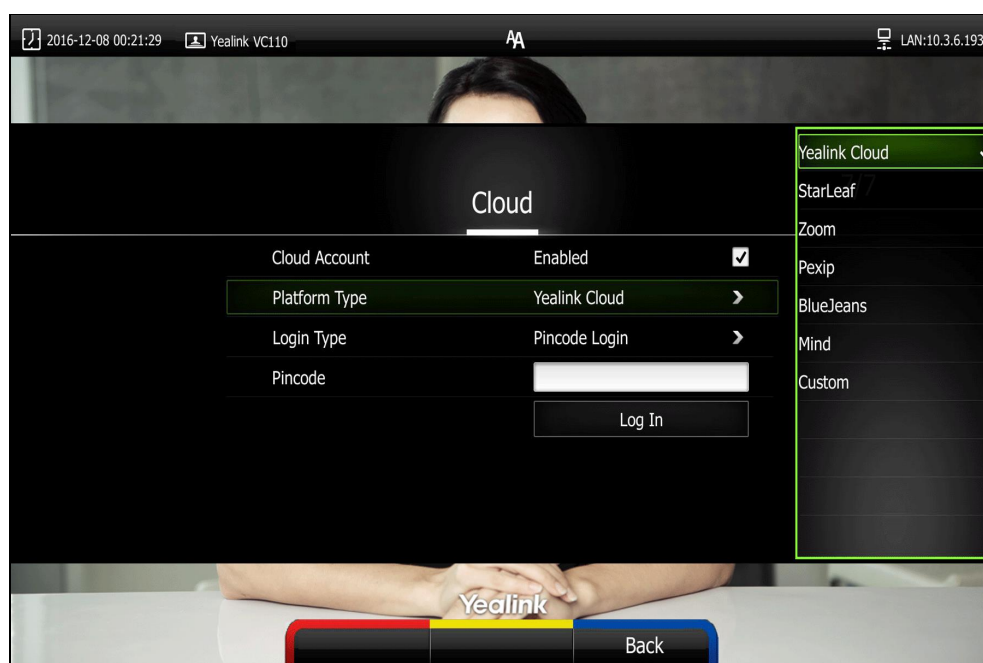 2016-12-08 00:21:29 Yealink VC110 AA LAN:10.3.6.193
Cloud
Cloud Account Enabled
Platform Type Yealink Cloud
Login Type Pincode Login
Pincode
Log In
Yealink Cloud
7/7
StarLeaf
Zoom
Pexip
BlueJeans
Mind
Custom
Yealink
Back